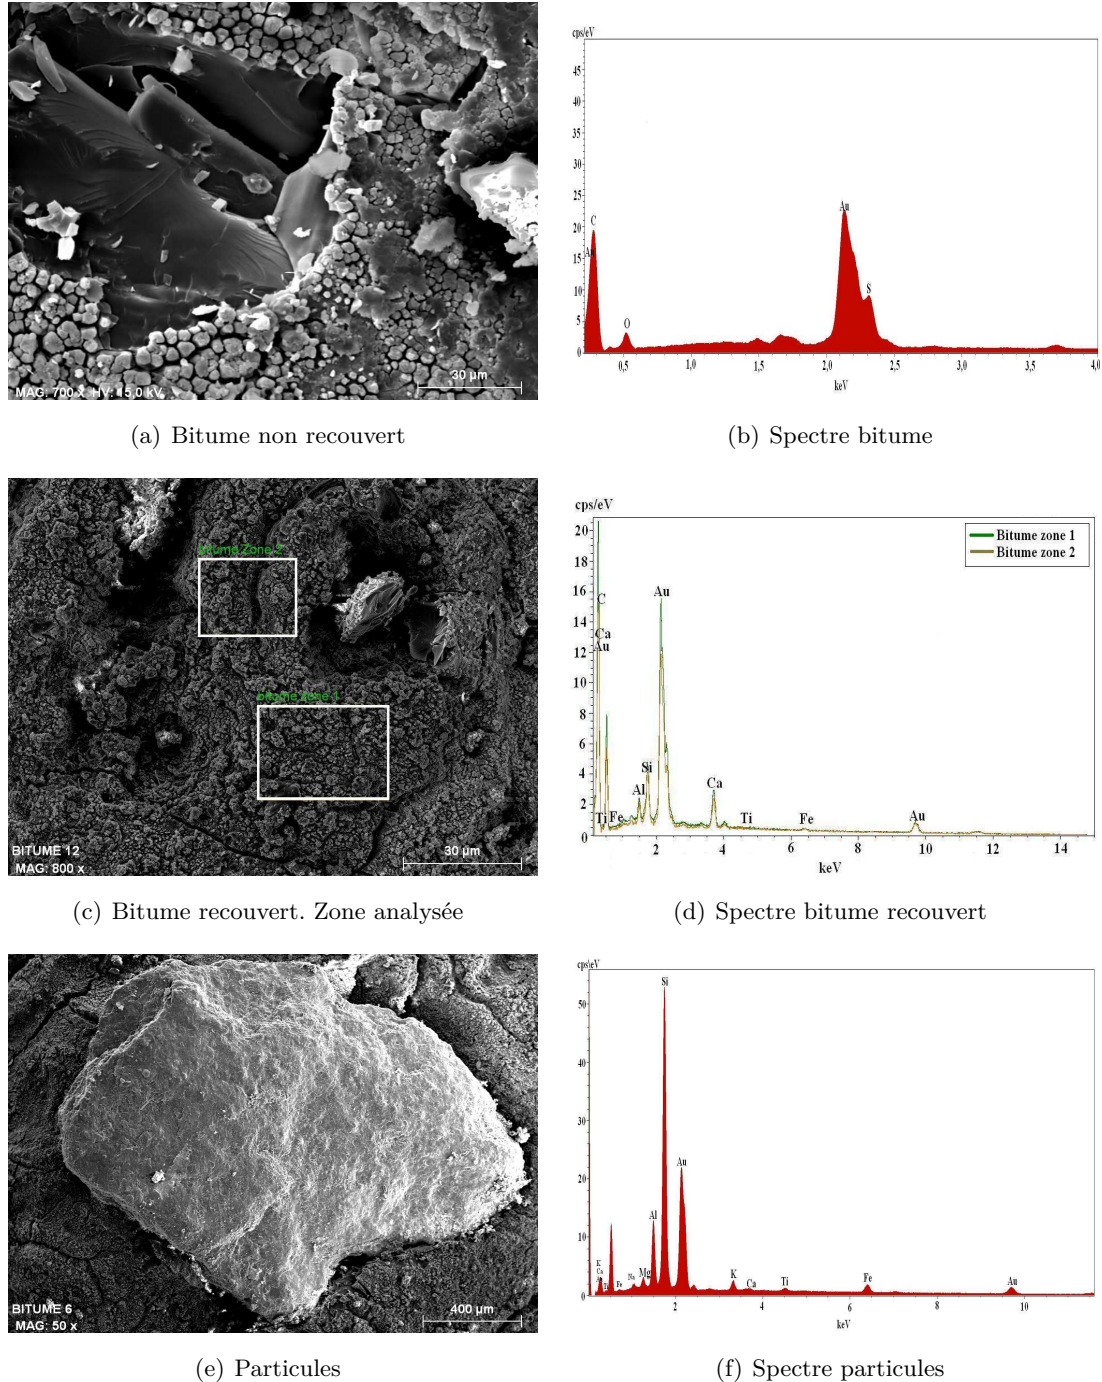 MAG: 700 x HV: 15,0 kV
30 µm
cps/eV
45
40
35
30
25
20
15
10
5
0
C
Au
O
Au
S
0,5
1,0
1,5
2,0
2,5
3,0
3,5
4,0
keV
(a) Bitume non recouvert
(b) Spectre bitume
bitume Zone 2
bitume zone 1
BITUME 12
MAG: 800 x
30 µm
cps/eV
Bitume zone 1
Bitume zone 2
20
18
16
14
12
10
8
6
4
2
0
C
Ca
Au
Ti
Fe
Al
Si
Au
Ca
Ti
Fe
Au
2
4
6
8
10
12
14
keV
(c) Bitume recouvert. Zone analysée
(d) Spectre bitume recouvert
BITUME 6
MAG: 50 x
400 µm
cps/eV
50
40
30
20
10
0
K
Ca
Ti
Fe
Na
Mg
Al
Si
Au
K
Ca
Ti
Fe
Au
2
4
6
8
10
keV
(e) Particules
(f) Spectre particules